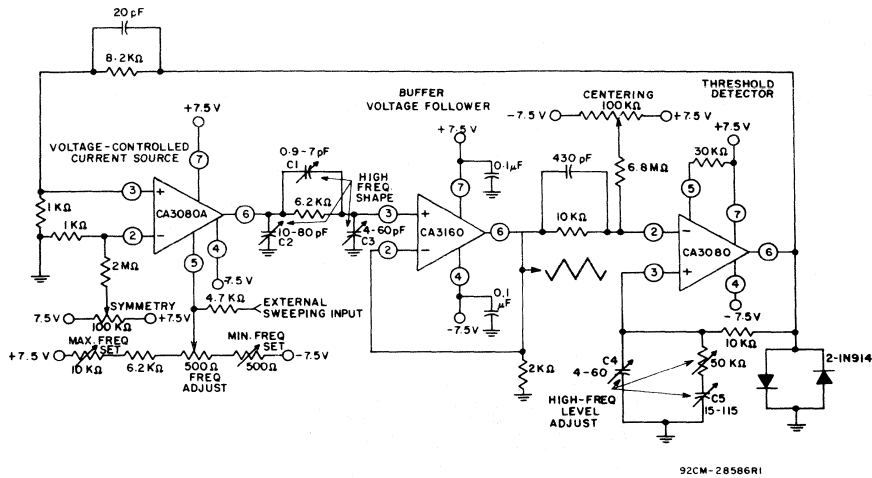 20 pF
8.2KΩ
+7.5V
VOLTAGE-CONTROLLED
CURRENT SOURCE
7
3
+
CA3080A
6
1KΩ
1KΩ
2
−
5
4
-7.5V
2MΩ
4.7KΩ
EXTERNAL
SWEEPING INPUT
SYMMETRY
7.5V
+7.5V
100KΩ
MAX. FREQ
SET
MIN. FREQ
SET
+7.5V
-7.5V
10KΩ
6.2KΩ
500Ω
FREQ
ADJUST
500Ω
0.9-7pF
C1
HIGH
FREQ.
SHAPE
6.2KΩ
10-80pF
C2
4-60pF
C3
BUFFER
VOLTAGE FOLLOWER
+7.5V
0.1µF
7
3
+
CA3160
6
2
−
4
0.1
µF
-7.5V
2KΩ
430pF
10KΩ
CENTERING
100KΩ
-7.5V
+7.5V
6.8MΩ
THRESHOLD
DETECTOR
+7.5V
30KΩ
5
7
2
−
CA3080
6
3
+
4
-7.5V
10KΩ
C4
4-60
50KΩ
C5
15-115
HIGH-FREQ
LEVEL
ADJUST
2-1N914
92CM-28586R1